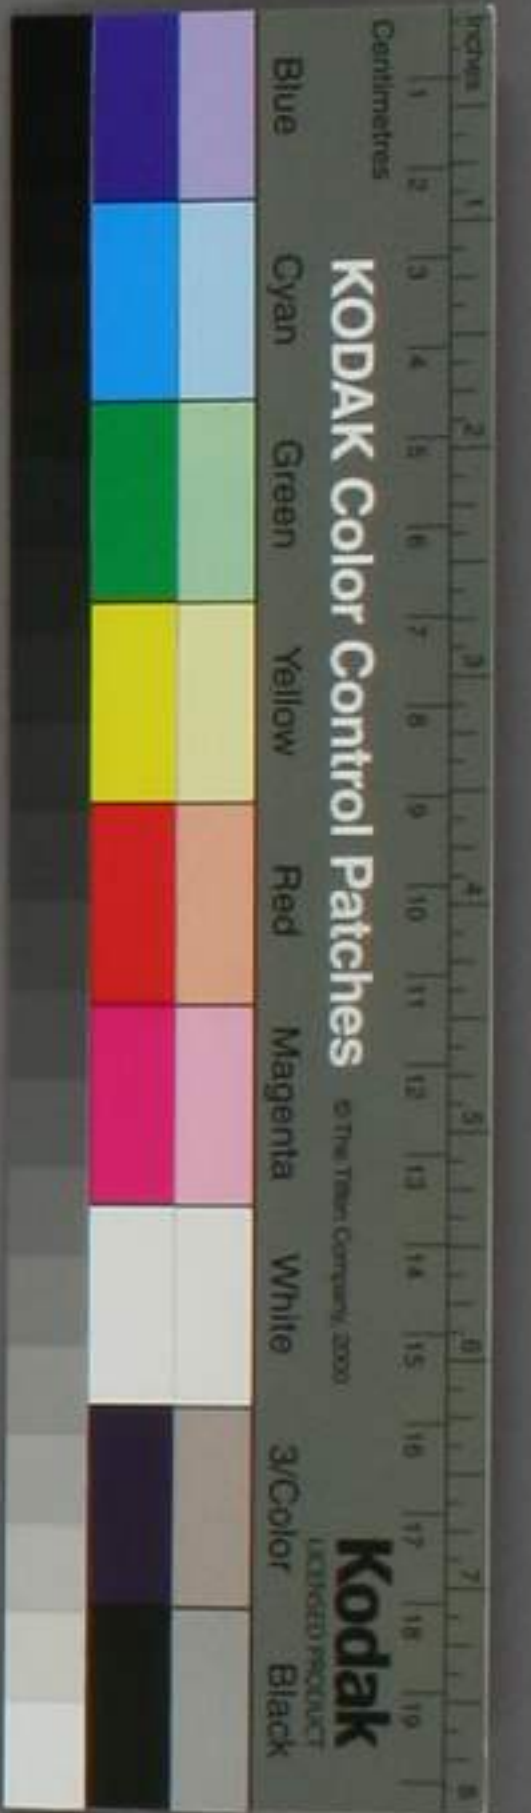 Inches 1 2 3 4 5 6 7 8
Centimetres 1 2 3 4 5 6 7 8 9 10 11 12 13 14 15 16 17 18 19
KODAK Color Control Patches © The Tiffen Company, 2000 Kodak
LICENSED PRODUCT
Blue Cyan Green Yellow Red Magenta White 3/Color Black